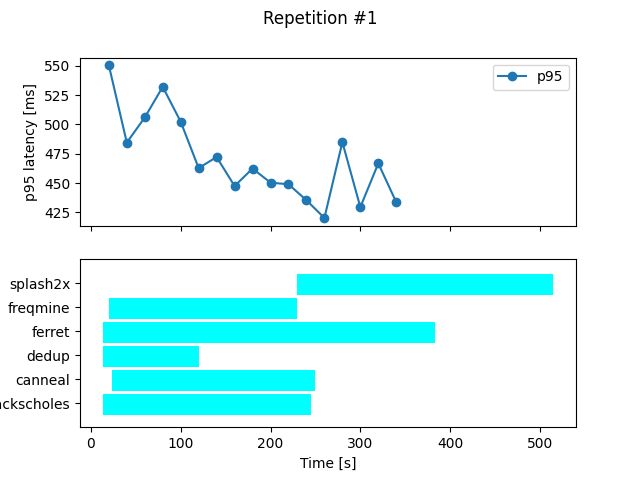 Repetition #1
p95 latency [ms]
550
525
500
475
450
425
p95
splash2x
freqmine
ferret
dedup
canneal
ackscholes
0 100 200 300 400 500
Time [s]